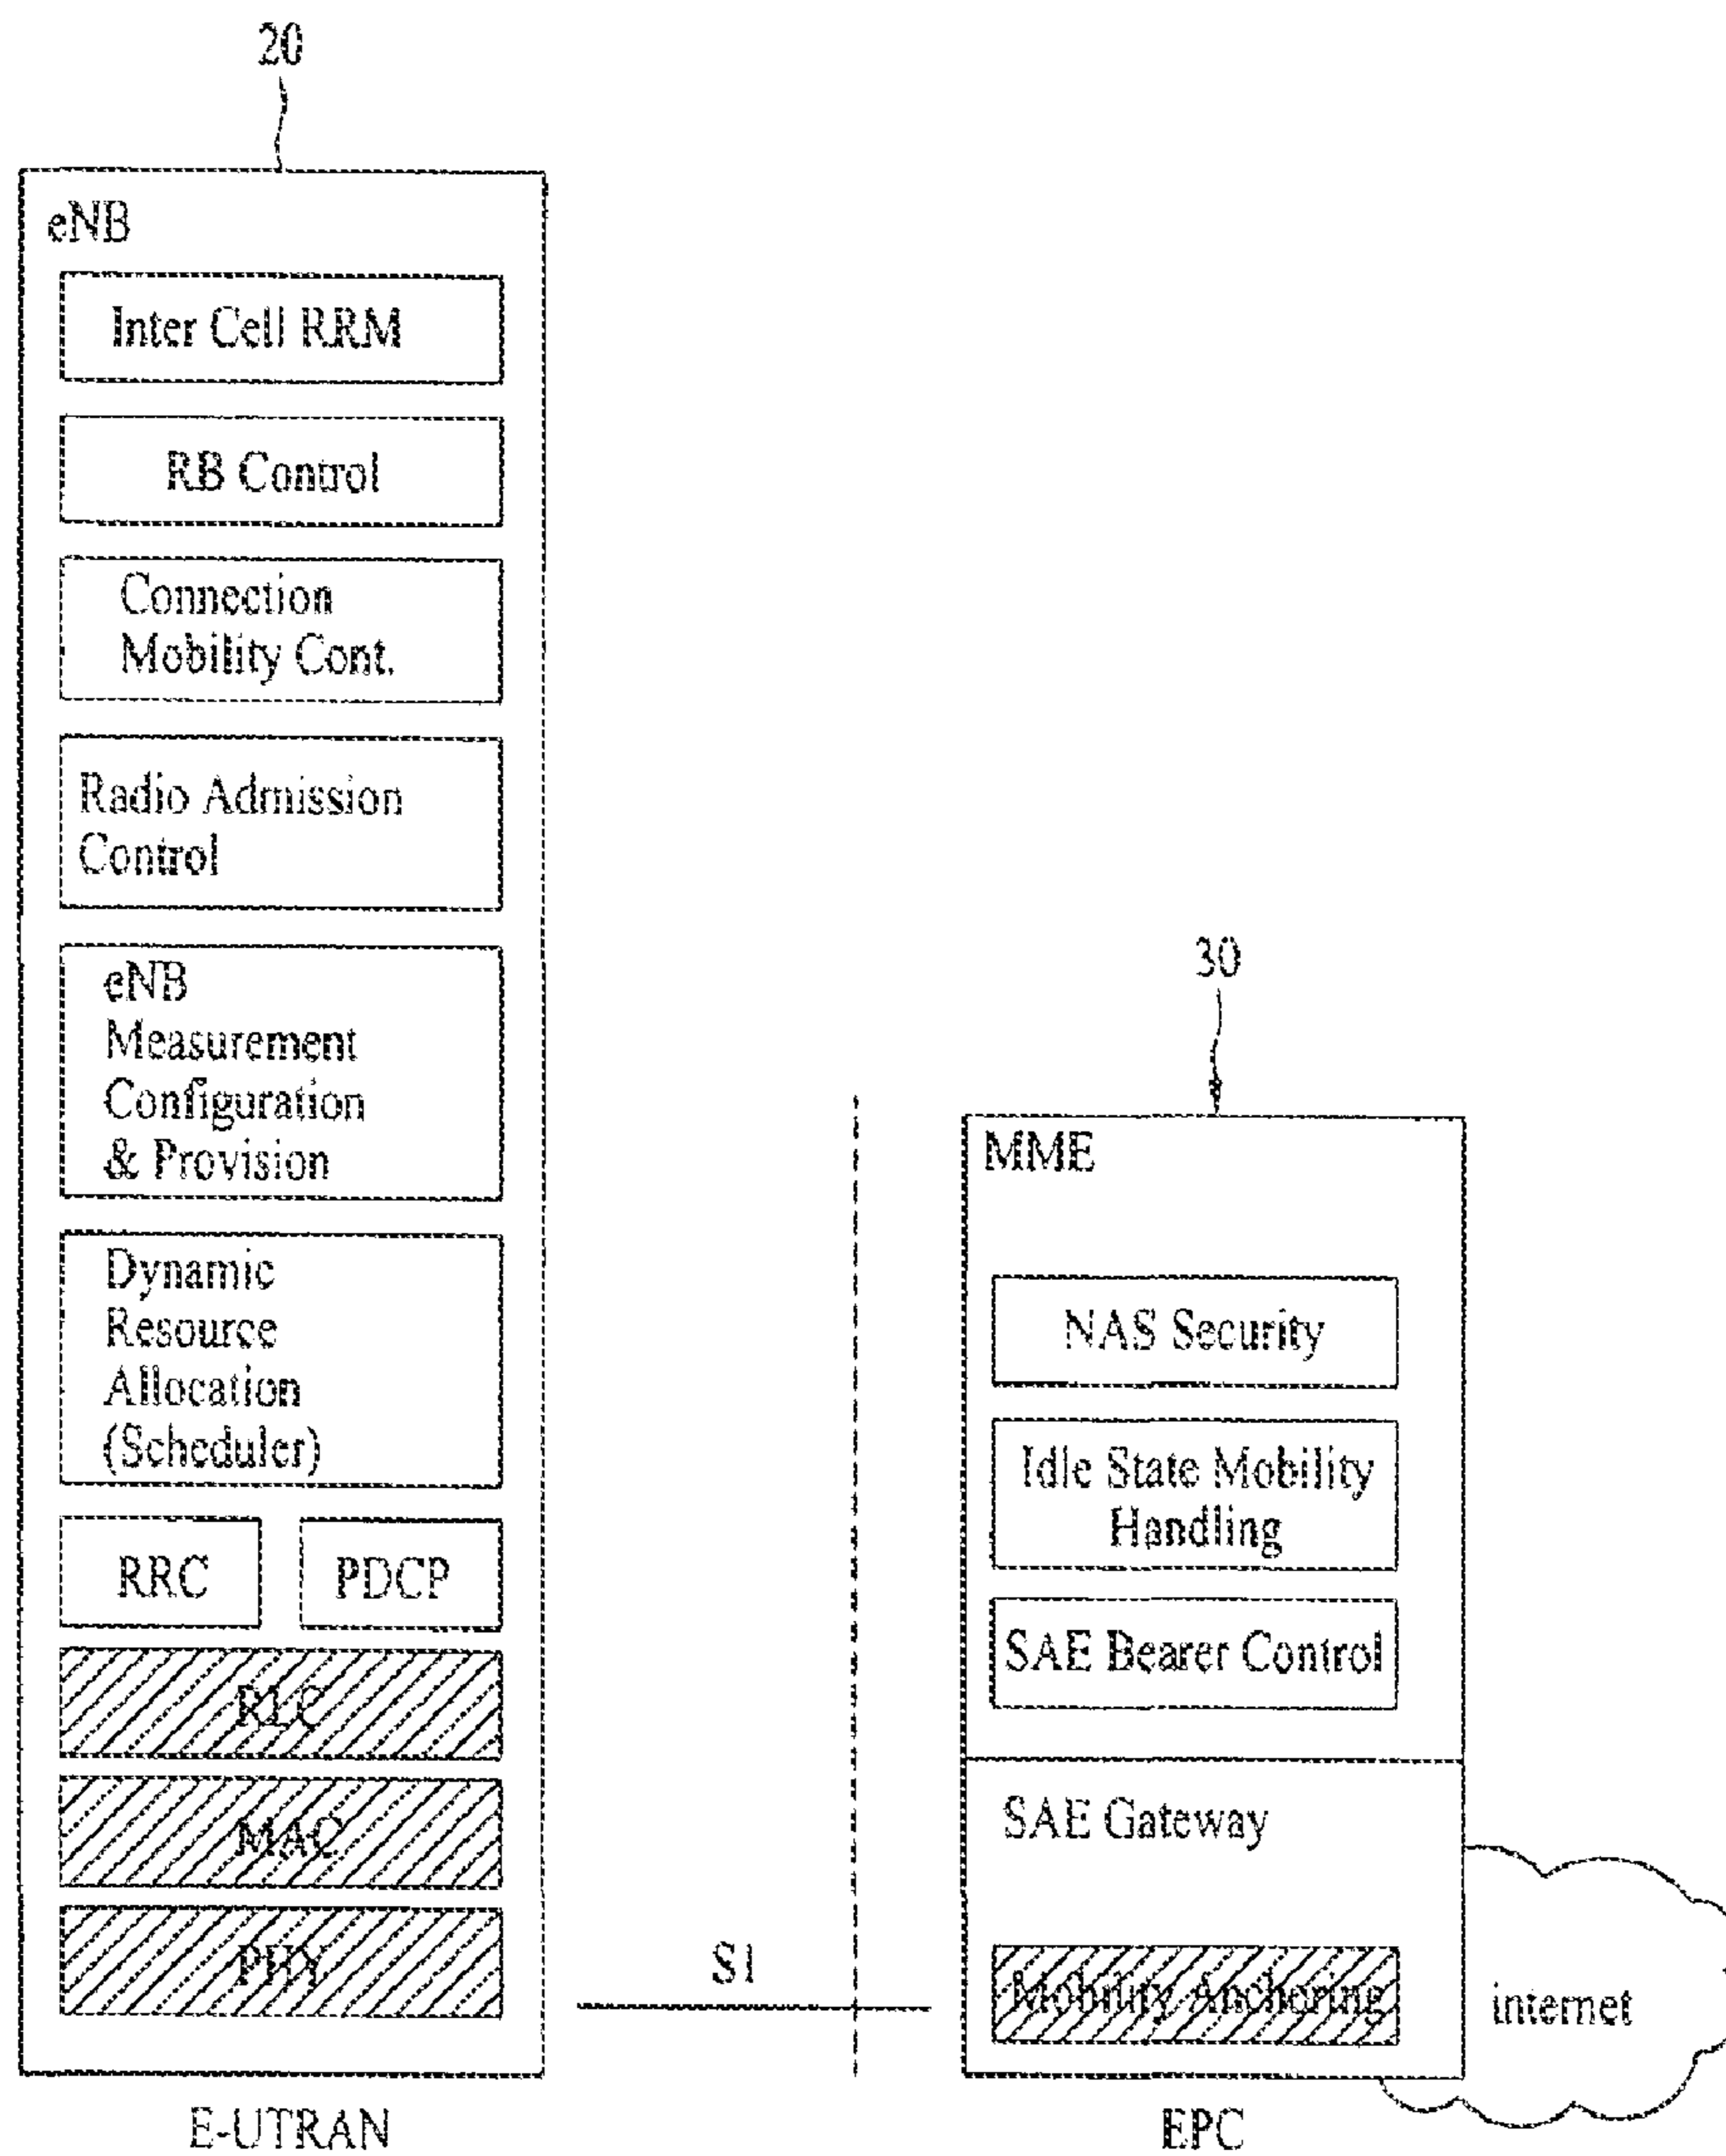 20
eNB
Inter Cell RRM
RB Control
Connection
Mobility Cont.
Radio Admission
Control
eNB
Measurement
Configuration
& Provision
Dynamic
Resource
Allocation
(Scheduler)
RRC
PDCP
RLC
MAC
PHY
E-UTRAN
S1
30
MME
NAS Security
Idle State Mobility
Handling
SAE Bearer Control
SAE Gateway
Mobility Anchoring
internet
EPC